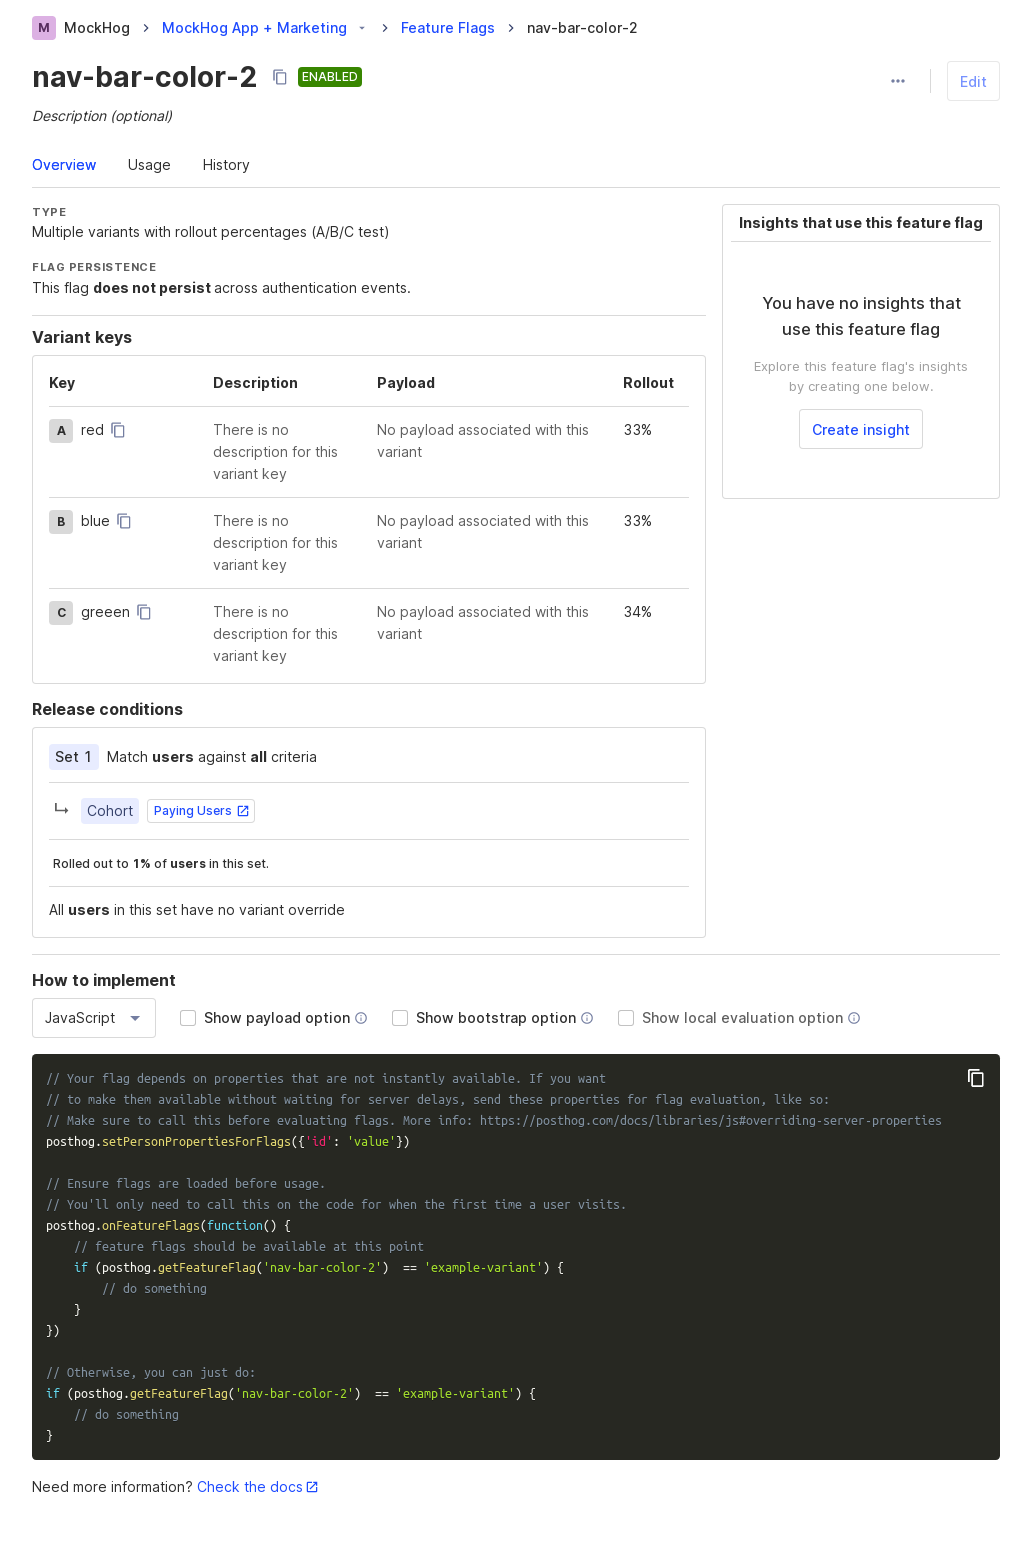 M MockHog > MockHog App + Marketing > Feature Flags > nav-bar-color-2
nav-bar-color-2 ENABLED
Edit
Description (optional)
Overview Usage History
TYPE
Multiple variants with rollout percentages (A/B/C test)
FLAG PERSISTENCE
This flag does not persist across authentication events.
Insights that use this feature flag
You have no insights that
use this feature flag
Explore this feature flag's insights
by creating one below.
Create insight
Variant keys
Key Description Payload Rollout
A red There is no No payload associated with this 33%
description for this variant
variant key
B blue There is no No payload associated with this 33%
description for this variant
variant key
C greeen There is no No payload associated with this 34%
description for this variant
variant key
Release conditions
Set 1 Match users against all criteria
Cohort Paying Users
Rolled out to 1% of users in this set.
All users in this set have no variant override
How to implement
JavaScript Show payload option Show bootstrap option Show local evaluation option
// Your flag depends on properties that are not instantly available. If you want
// to make them available without waiting for server delays, send these properties for flag evaluation, like so:
// Make sure to call this before evaluating flags. More info: https://posthog.com/docs/libraries/js#overriding-server-properties
posthog.setPersonPropertiesForFlags({'id': 'value'})
// Ensure flags are loaded before usage.
// You'll only need to call this on the code for when the first time a user visits.
posthog.onFeatureFlags(function() {
    // feature flags should be available at this point
    if (posthog.getFeatureFlag('nav-bar-color-2')  == 'example-variant') {
        // do something
    }
})
// Otherwise, you can just do:
if (posthog.getFeatureFlag('nav-bar-color-2')  == 'example-variant') {
    // do something
}
Need more information? Check the docs